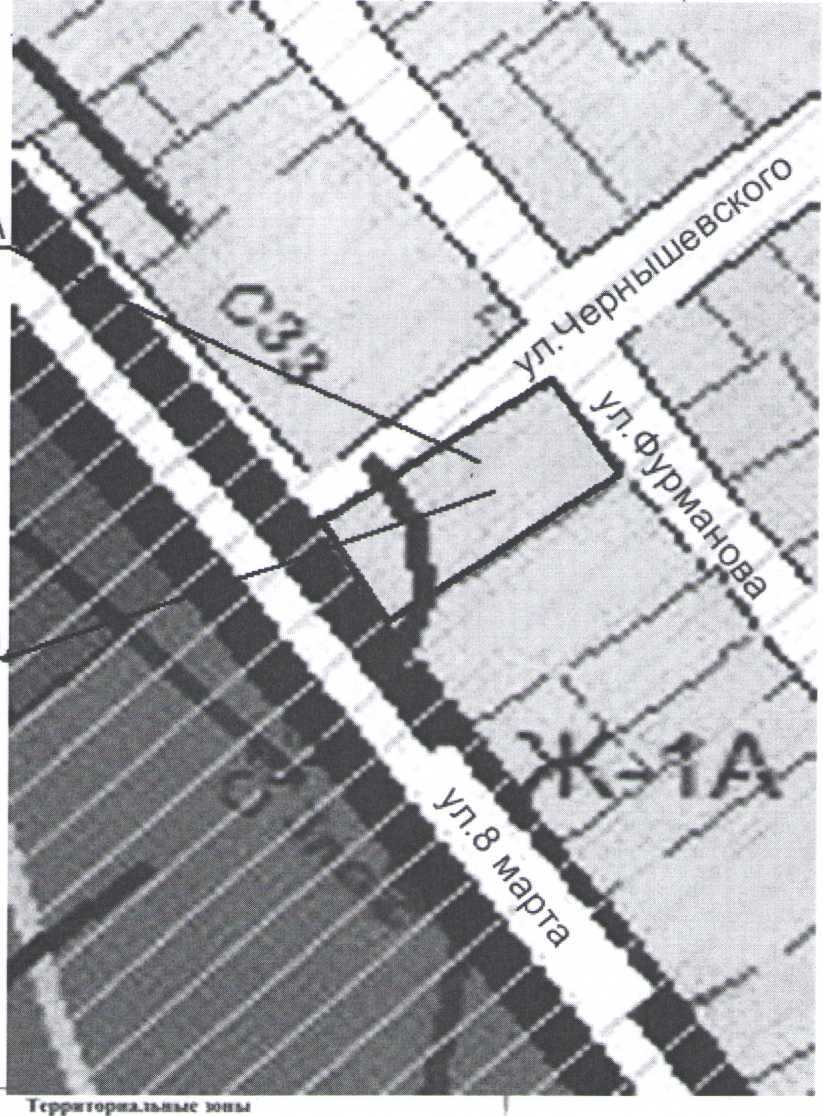 ул.Чернышевского
СЗЗ
ул.Фурманова
Ж-1А
ул.8 марта
Территориальные зоны